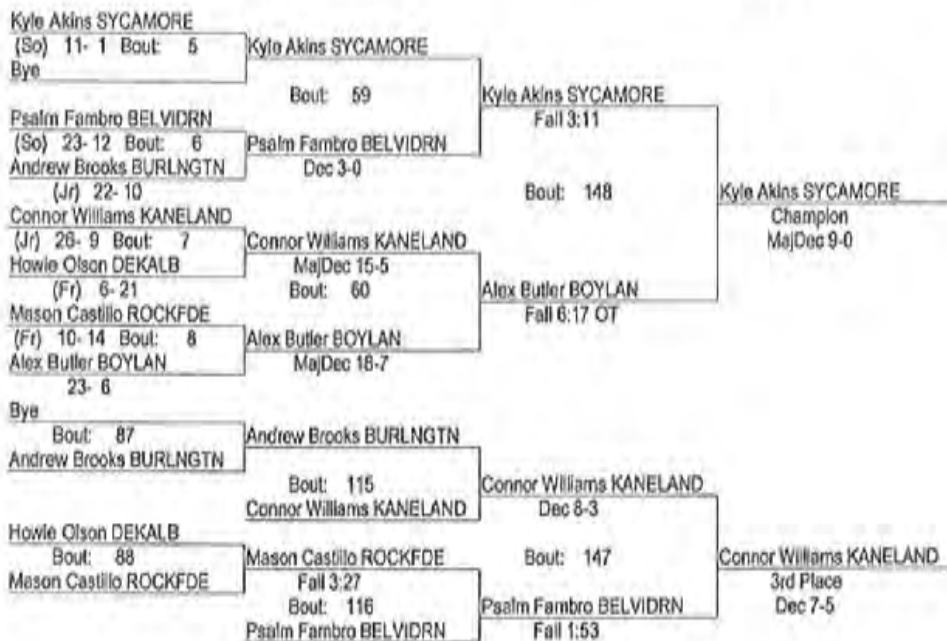 Kyle Akins SYCAMORE
(So) 11- 1 Bout: 5
Bye
Psalm Fambro BELVIDRN
(So) 23- 12 Bout: 6
Andrew Brooks BURLNGTN
(Jr) 22- 10
Connor Williams KANELAND
(Jr) 26- 9 Bout: 7
Howie Olson DEKALB
(Fr) 6- 21
Mason Castillo ROCKFDE
(Fr) 10- 14 Bout: 8
Alex Butler BOYLAN
23- 6
Bye
Bout: 87
Andrew Brooks BURLNGTN
Howie Olson DEKALB
Bout: 88
Mason Castillo ROCKFDE
Kyle Akins SYCAMORE
Bout: 59
Psalm Fambro BELVIDRN
Dec 3-0
Connor Williams KANELAND
MajDec 15-5
Bout: 60
Alex Butler BOYLAN
MajDec 18-7
Andrew Brooks BURLNGTN
Bout: 115
Connor Williams KANELAND
Mason Castillo ROCKFDE
Fall 3:27
Bout: 116
Psalm Fambro BELVIDRN
Kyle Akins SYCAMORE
Fall 3:11
Bout: 148
Alex Butler BOYLAN
Fall 6:17 OT
Connor Williams KANELAND
Dec 8-3
Bout: 147
Psalm Fambro BELVIDRN
Fall 1:53
Kyle Akins SYCAMORE
Champion
MajDec 9-0
Connor Williams KANELAND
3rd Place
Dec 7-5